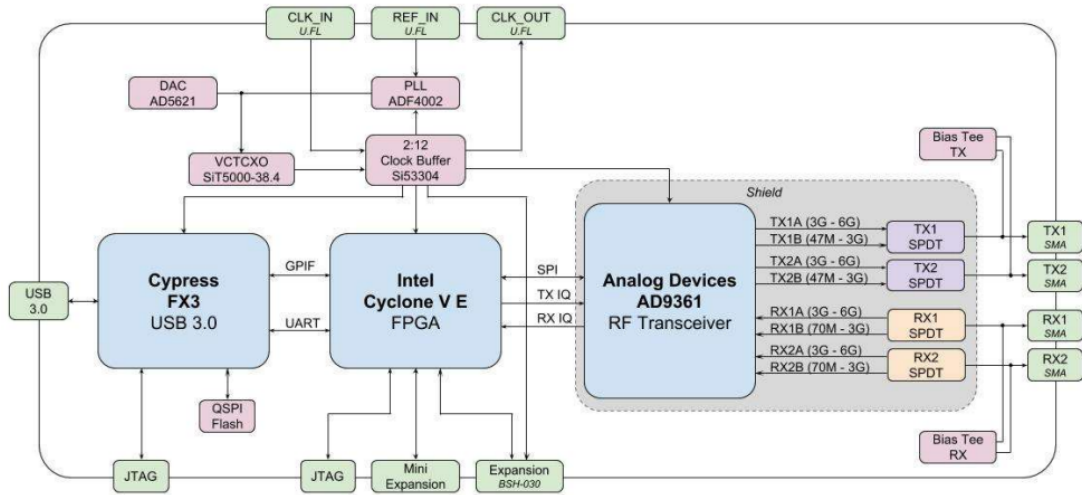 CLK_IN
U.FL
REF_IN
U.FL
CLK_OUT
U.FL
DAC
AD5621
PLL
ADF4002
VCTCXO
SiT5000-38.4
2:12
Clock Buffer
Si53304
Bias Tee
TX
Shield
Cypress
FX3
USB 3.0
GPIF
UART
Intel
Cyclone V E
FPGA
SPI
TX IQ
RX IQ
Analog Devices
AD9361
RF Transceiver
TX1A (3G - 6G)
TX1B (47M - 3G)
TX2A (3G - 6G)
TX2B (47M - 3G)
RX1A (3G - 6G)
RX1B (70M - 3G)
RX2A (3G - 6G)
RX2B (70M - 3G)
TX1
SPDT
TX2
SPDT
RX1
SPDT
RX2
SPDT
TX1
SMA
TX2
SMA
RX1
SMA
RX2
SMA
USB
3.0
QSPI
Flash
Bias Tee
RX
JTAG
JTAG
Mini
Expansion
Expansion
BSH-030